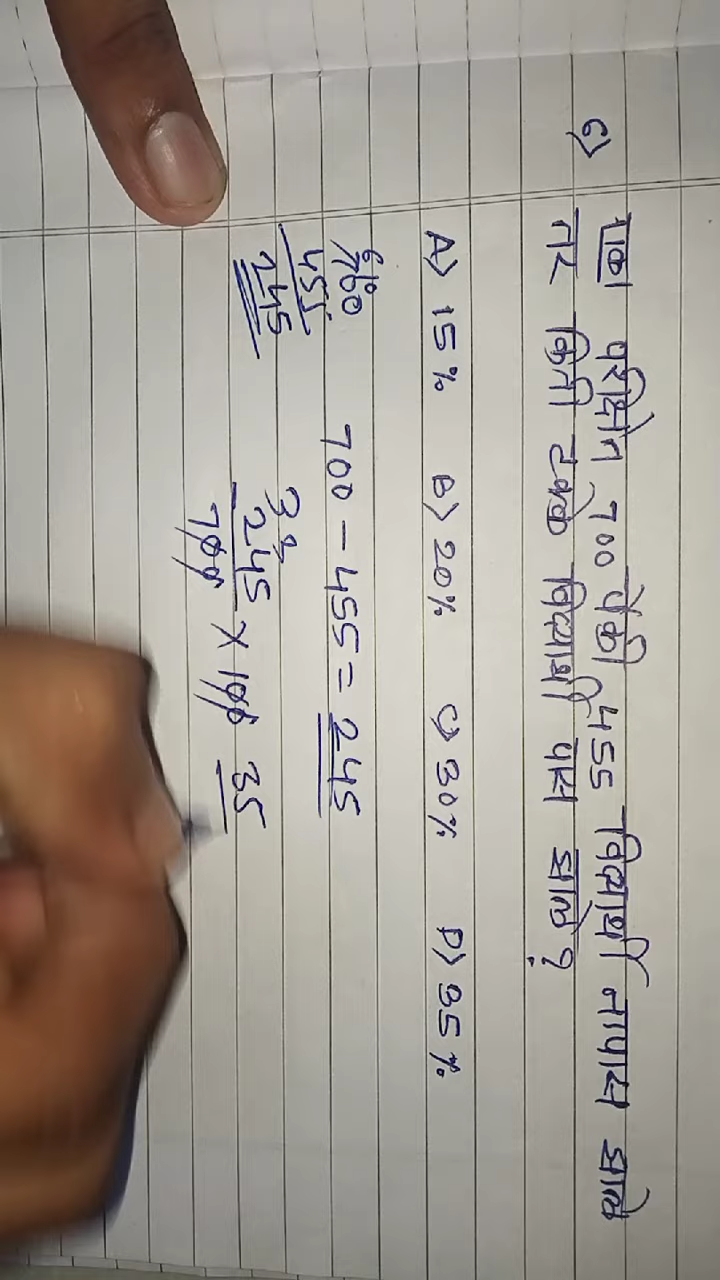 6) एका परीक्षेत 700 पैकी 455 विद्यार्थी नापास झाले
तर किती टक्के विद्यार्थी पास झाले?
A) 15% B) 20% C) 30% D) 35%
700 700 - 455 = 245
455
245
245 × 100 35
700